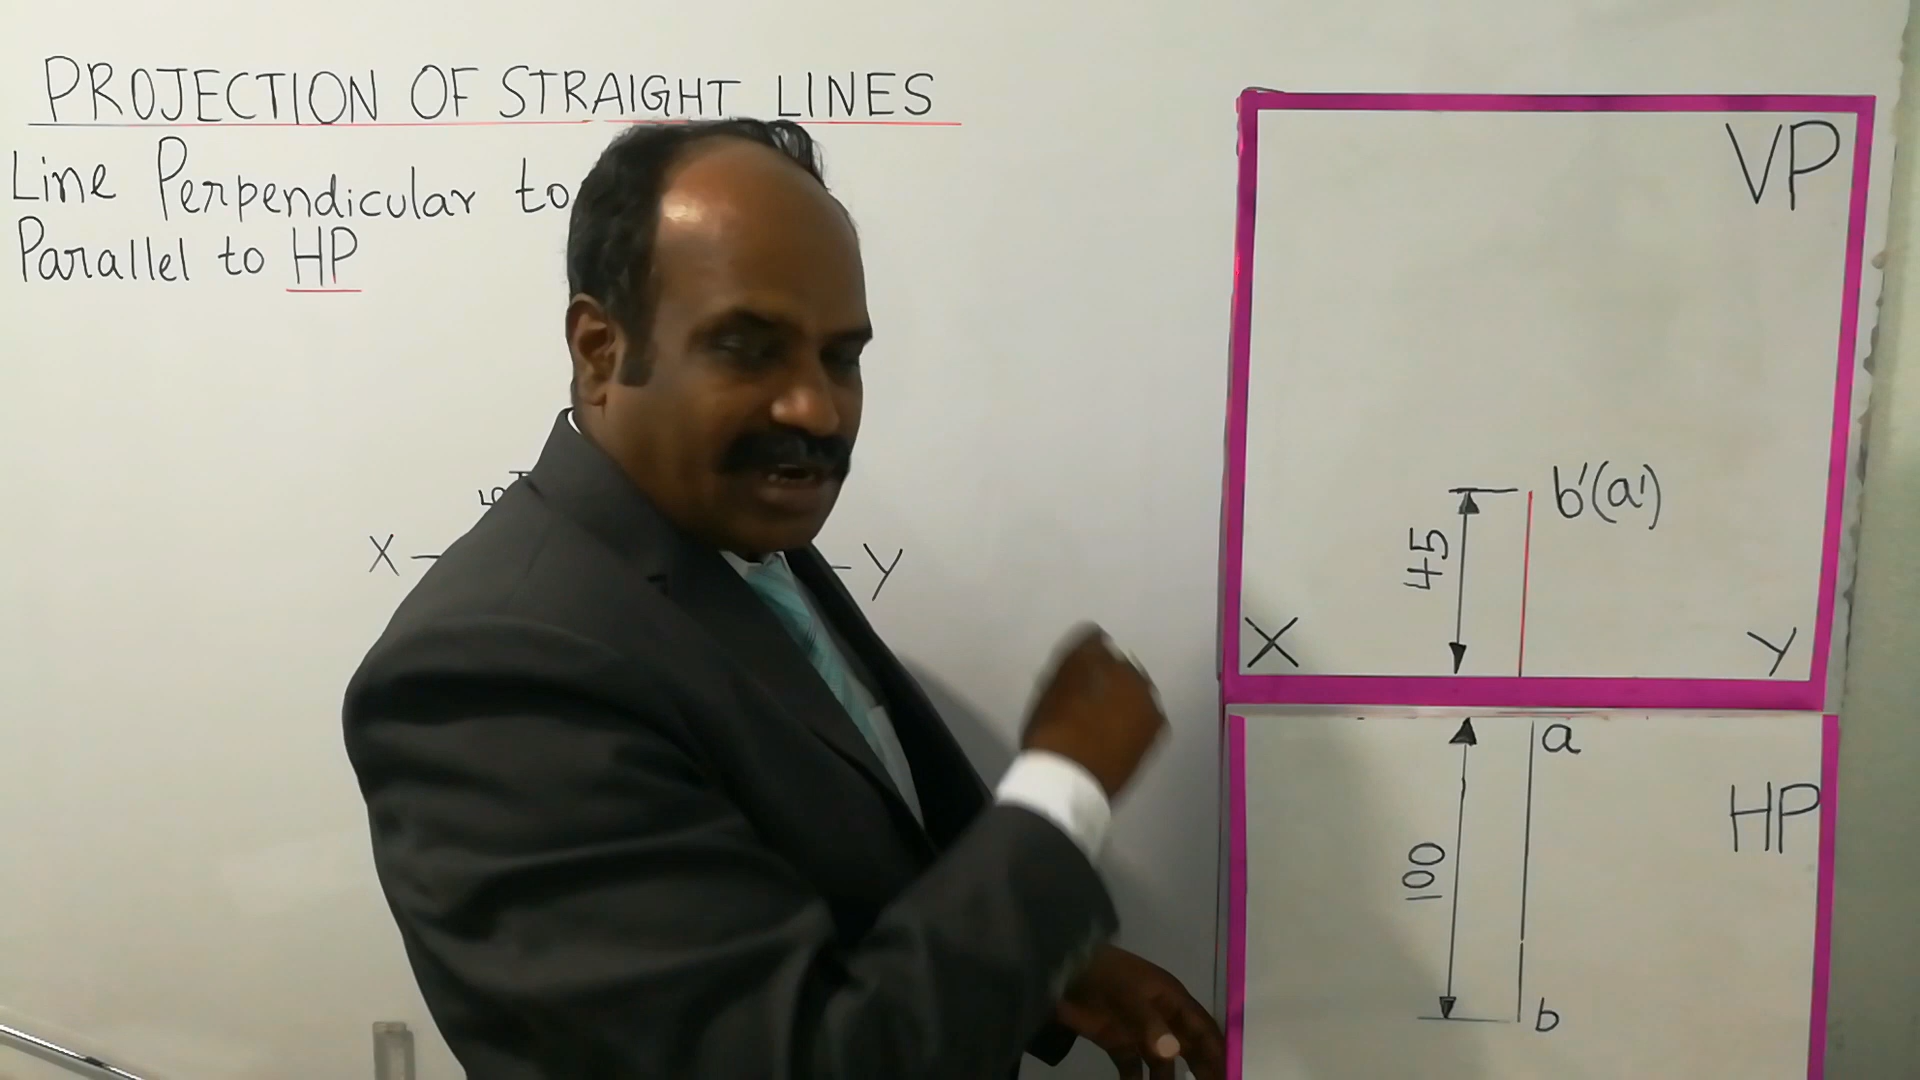 PROJECTION OF STRAIGHT LINES
Line Perpendicular to
Parallel to HP
X
Y
VP
b'(a')
45
X
Y
a
HP
100
b